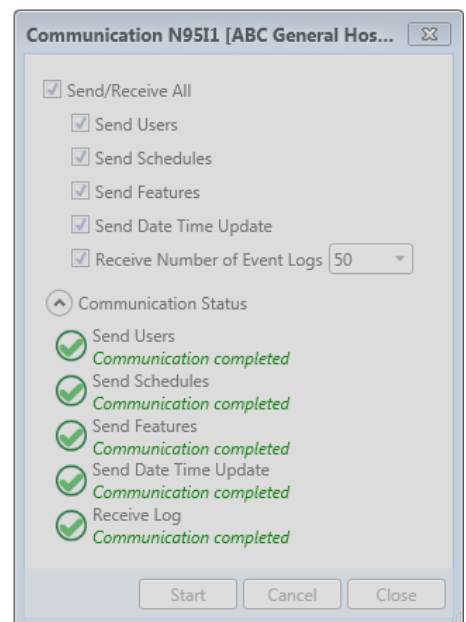 Communication N95I1 [ABC General Hos...
Send/Receive All
Send Users
Send Schedules
Send Features
Send Date Time Update
Receive Number of Event Logs 50
Communication Status
Send Users
Communication completed
Send Schedules
Communication completed
Send Features
Communication completed
Send Date Time Update
Communication completed
Receive Log
Communication completed
Start Cancel Close